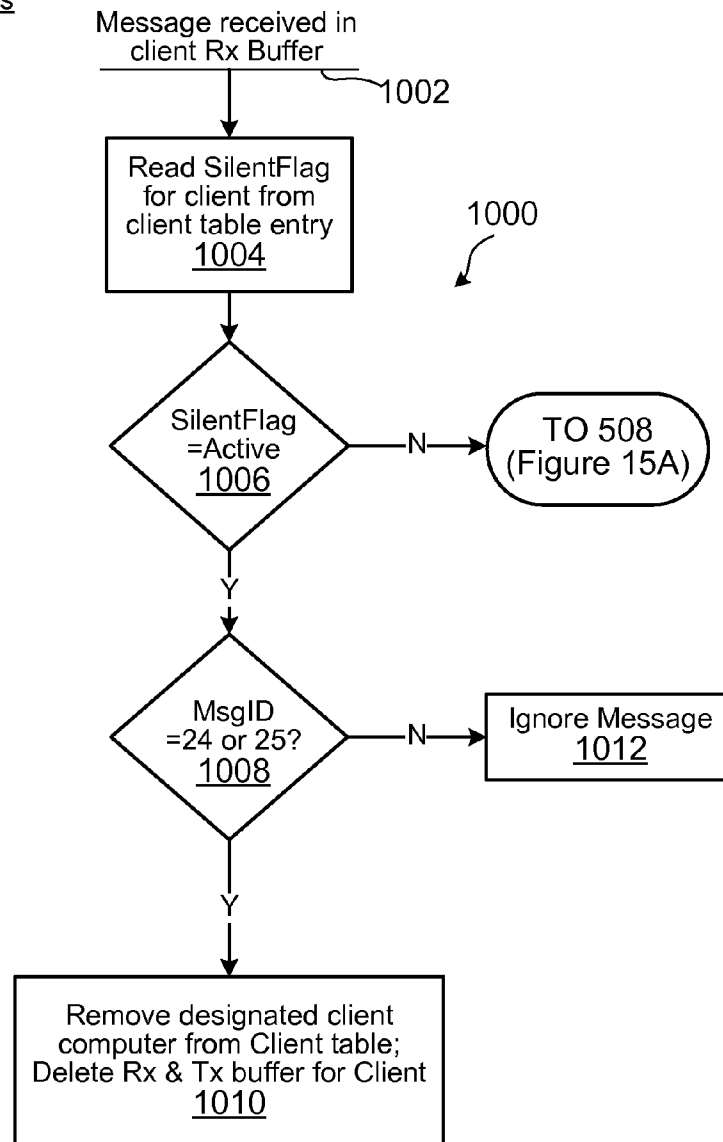 s
Message received in
client Rx Buffer
1002
Read SilentFlag
for client from
client table entry
1004
1000
SilentFlag
=Active
1006
N
TO 508
(Figure 15A)
Y
MsgID
=24 or 25?
1008
N
Ignore Message
1012
Y
Remove designated client
computer from Client table;
Delete Rx & Tx buffer for Client
1010